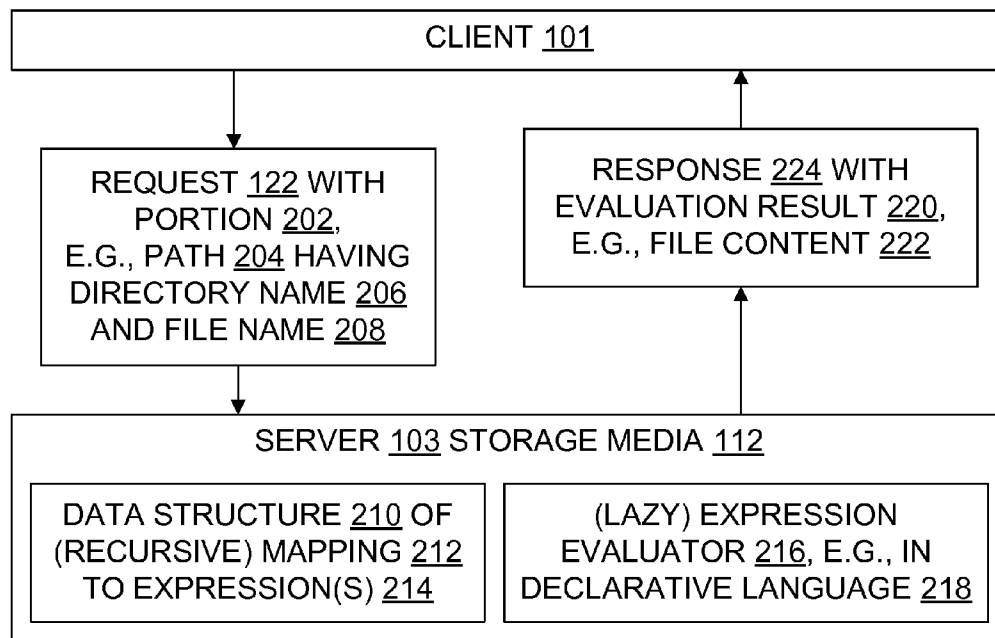 CLIENT 101
REQUEST 122 WITH
PORTION 202,
E.G., PATH 204 HAVING
DIRECTORY NAME 206
AND FILE NAME 208
RESPONSE 224 WITH
EVALUATION RESULT 220,
E.G., FILE CONTENT 222
SERVER 103 STORAGE MEDIA 112
DATA STRUCTURE 210 OF
(RECURSIVE) MAPPING 212
TO EXPRESSION(S) 214
(LAZY) EXPRESSION
EVALUATOR 216, E.G., IN
DECLARATIVE LANGUAGE 218